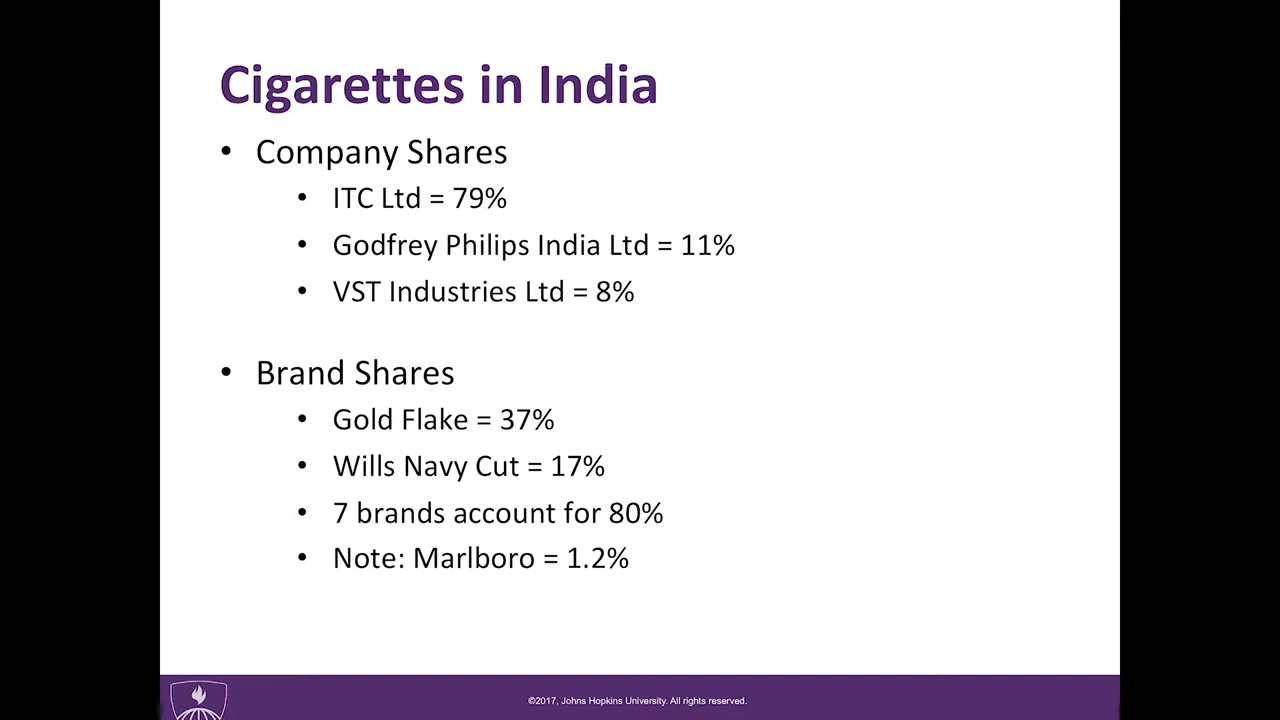 Cigarettes in India
• Company Shares
• ITC Ltd = 79%
• Godfrey Philips India Ltd = 11%
• VST Industries Ltd = 8%
• Brand Shares
• Gold Flake = 37%
• Wills Navy Cut = 17%
• 7 brands account for 80%
• Note: Marlboro = 1.2%
©2017, Johns Hopkins University. All rights reserved.